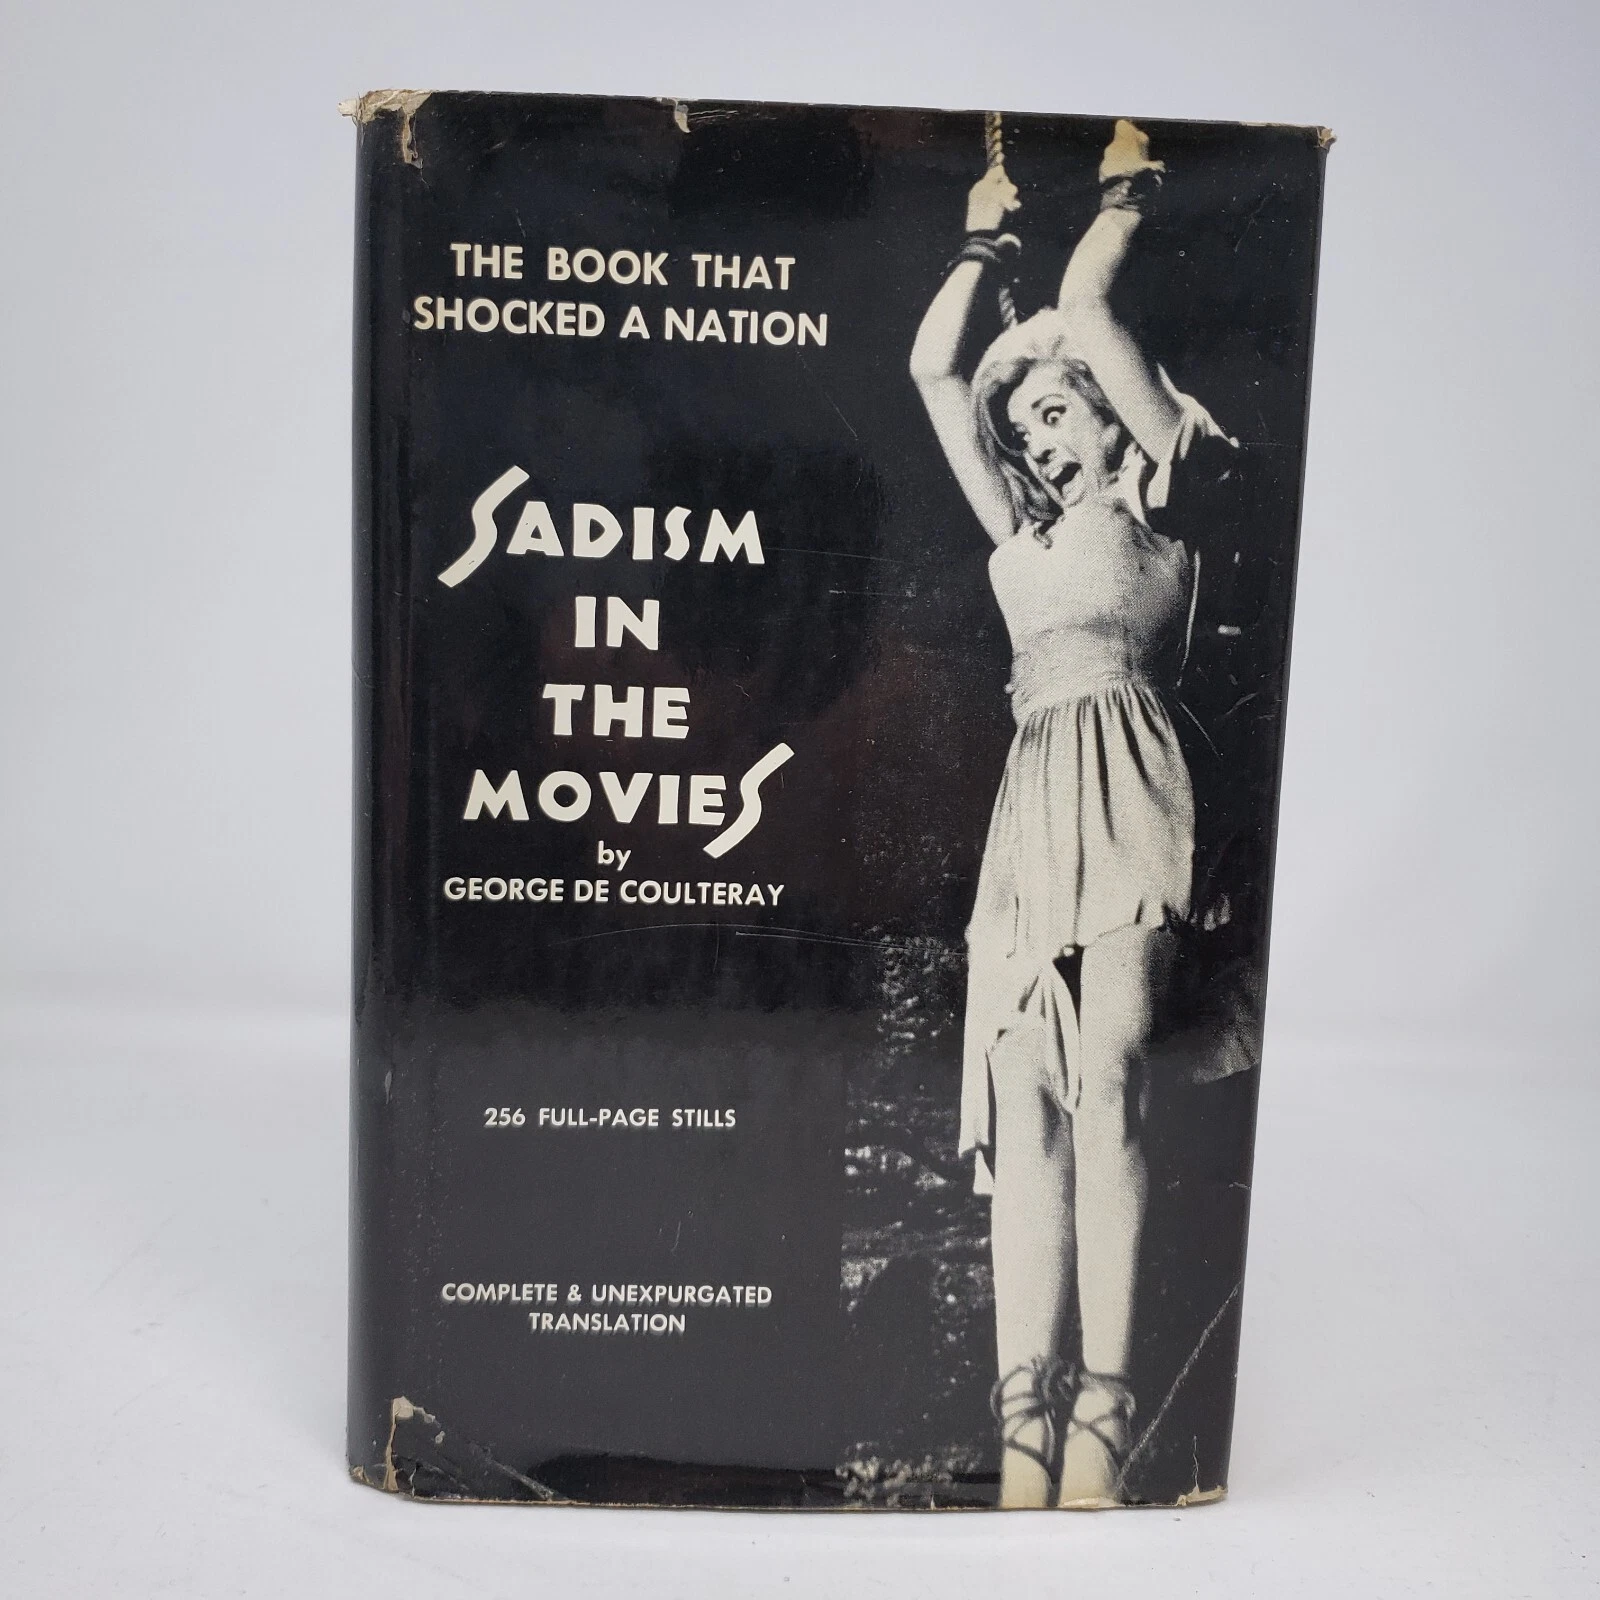 THE BOOK THAT
SHOCKED A NATION
SADISM
IN
THE
MOVIES
by
GEORGE DE COULTERAY
256 FULL-PAGE STILLS
COMPLETE & UNEXPURGATED
TRANSLATION